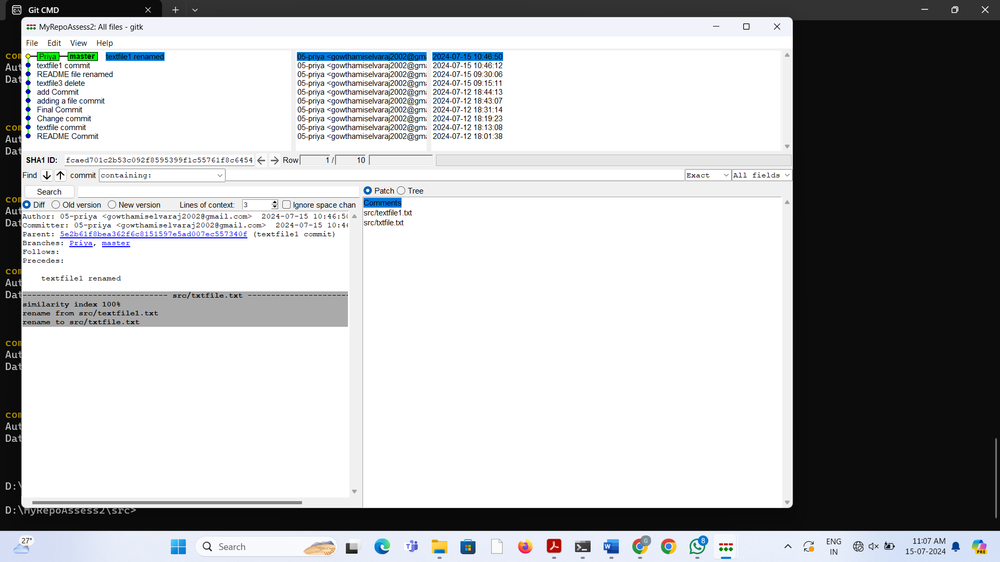 Git CMD
MyRepoAssess2: All files - gitk
File Edit View Help
Priya master textfile1 renamed 05-priya <gowthamiselvaraj2002@gm 2024-07-15 10:46:50
textfile1 commit 05-priya <gowthamiselvaraj2002@gm 2024-07-15 10:46:12
README file renamed 05-priya <gowthamiselvaraj2002@gm 2024-07-15 09:30:06
textfile3 delete 05-priya <gowthamiselvaraj2002@gm 2024-07-15 09:15:11
add Commit 05-priya <gowthamiselvaraj2002@gm 2024-07-12 18:44:13
adding a file commit 05-priya <gowthamiselvaraj2002@gm 2024-07-12 18:43:07
Final Commit 05-priya <gowthamiselvaraj2002@gm 2024-07-12 18:31:14
Change commit 05-priya <gowthamiselvaraj2002@gm 2024-07-12 18:19:23
textfile commit 05-priya <gowthamiselvaraj2002@gm 2024-07-12 18:13:08
README Commit 05-priya <gowthamiselvaraj2002@gm 2024-07-12 18:01:38
SHA1 ID: fcaed701c2b53c092f8595399f1c55761f8c6454 Row 1 / 10
Find commit containing: Exact All fields
Search
Patch Tree
Diff Old version New version Lines of context: 3 Ignore space chan
Comments
src/textfile1.txt
src/txtfile.txt
Author: 05-priya <gowthamiselvaraj2002@gmail.com> 2024-07-15 10:46:50
Committer: 05-priya <gowthamiselvaraj2002@gmail.com> 2024-07-15 10:46
Parent: 5e2b61f8bea362f6c8151597e5ad007ec557340f (textfile1 commit)
Branches: Priya, master
Follows:
Precedes:
textfile1 renamed
------------------------------- src/txtfile.txt ----------------------
similarity index 100%
rename from src/textfile1.txt
rename to src/txtfile.txt
com
Aut
Dat
com
Aut
Dat
com
Aut
Dat
com
Aut
Dat
com
Aut
Dat
com
Aut
Dat
D:\
D:\MyRepoAssess2\src>
27°
Search
8
G
ENG
IN
11:07 AM
15-07-2024
PRE